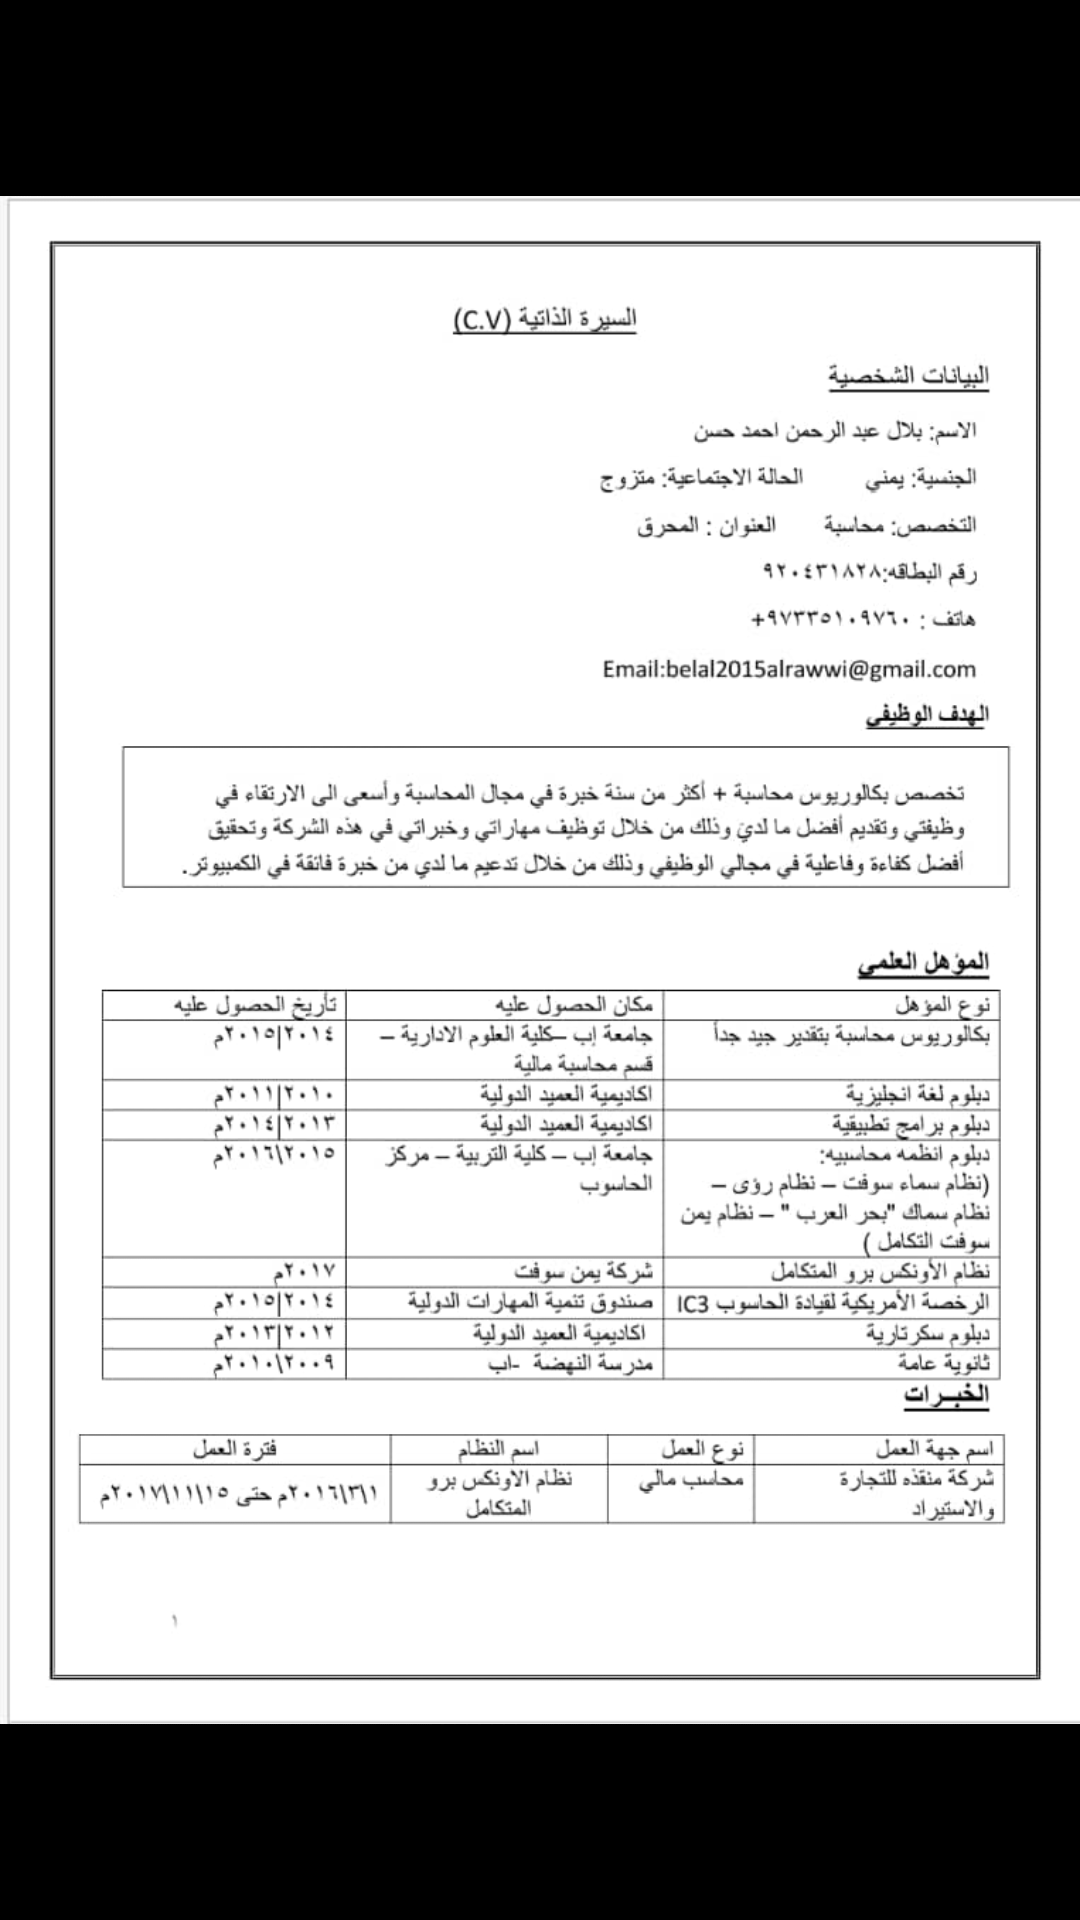 السيرة الذاتية (C.V)
البيانات الشخصية
الاسم: بلال عبد الرحمن احمد حسن
الجنسية: يمني الحالة الاجتماعية: متزوج
التخصص: محاسبة العنوان : المحرق
رقم البطاقه:٩٢٠٤٣١٨٢٨
هاتف : ٩٧٣٣٥١٠٩٧٦٠+
Email:belal2015alrawwi@gmail.com
الهدف الوظيفي
تخصص بكالوريوس محاسبة + أكثر من سنة خبرة في مجال المحاسبة وأسعى الى الارتقاء في
وظيفتي وتقديم أفضل ما لديَ وذلك من خلال توظيف مهاراتي وخبراتي في هذه الشركة وتحقيق
أفضل كفاءة وفاعلية في مجالي الوظيفي وذلك من خلال تدعيم ما لدي من خبرة فائقة في الكمبيوتر.
المؤهل العلمي
نوع المؤهل مكان الحصول عليه تأريخ الحصول عليه
بكالوريوس محاسبة بتقدير جيد جداً جامعة إب –كلية العلوم الادارية – ٢٠١٤|٢٠١٥م
قسم محاسبة مالية
دبلوم لغة انجليزية اكاديمية العميد الدولية ٢٠١٠|٢٠١١م
دبلوم برامج تطبيقية اكاديمية العميد الدولية ٢٠١٣|٢٠١٤م
دبلوم انظمه محاسبيه: جامعة إب – كلية التربية – مركز ٢٠١٥\٢٠١٦م
(نظام سماء سوفت – نظام رؤى – الحاسوب
نظام سماك "بحر العرب " – نظام يمن
سوفت التكامل )
نظام الأونكس برو المتكامل شركة يمن سوفت ٢٠١٧م
الرخصة الأمريكية لقيادة الحاسوب IC3 صندوق تنمية المهارات الدولية ٢٠١٤|٢٠١٥م
دبلوم سكرتارية اكاديمية العميد الدولية ٢٠١٢|٢٠١٣م
ثانوية عامة مدرسة النهضة -اب ٢٠٠٩\٢٠١٠م
الخبــرات
اسم جهة العمل نوع العمل اسم النظام فترة العمل
شركة منقذه للتجارة محاسب مالي نظام الاونكس برو ١\٣\٢٠١٦م حتى ١٥\١١\٢٠١٧م
والاستيراد المتكامل
١